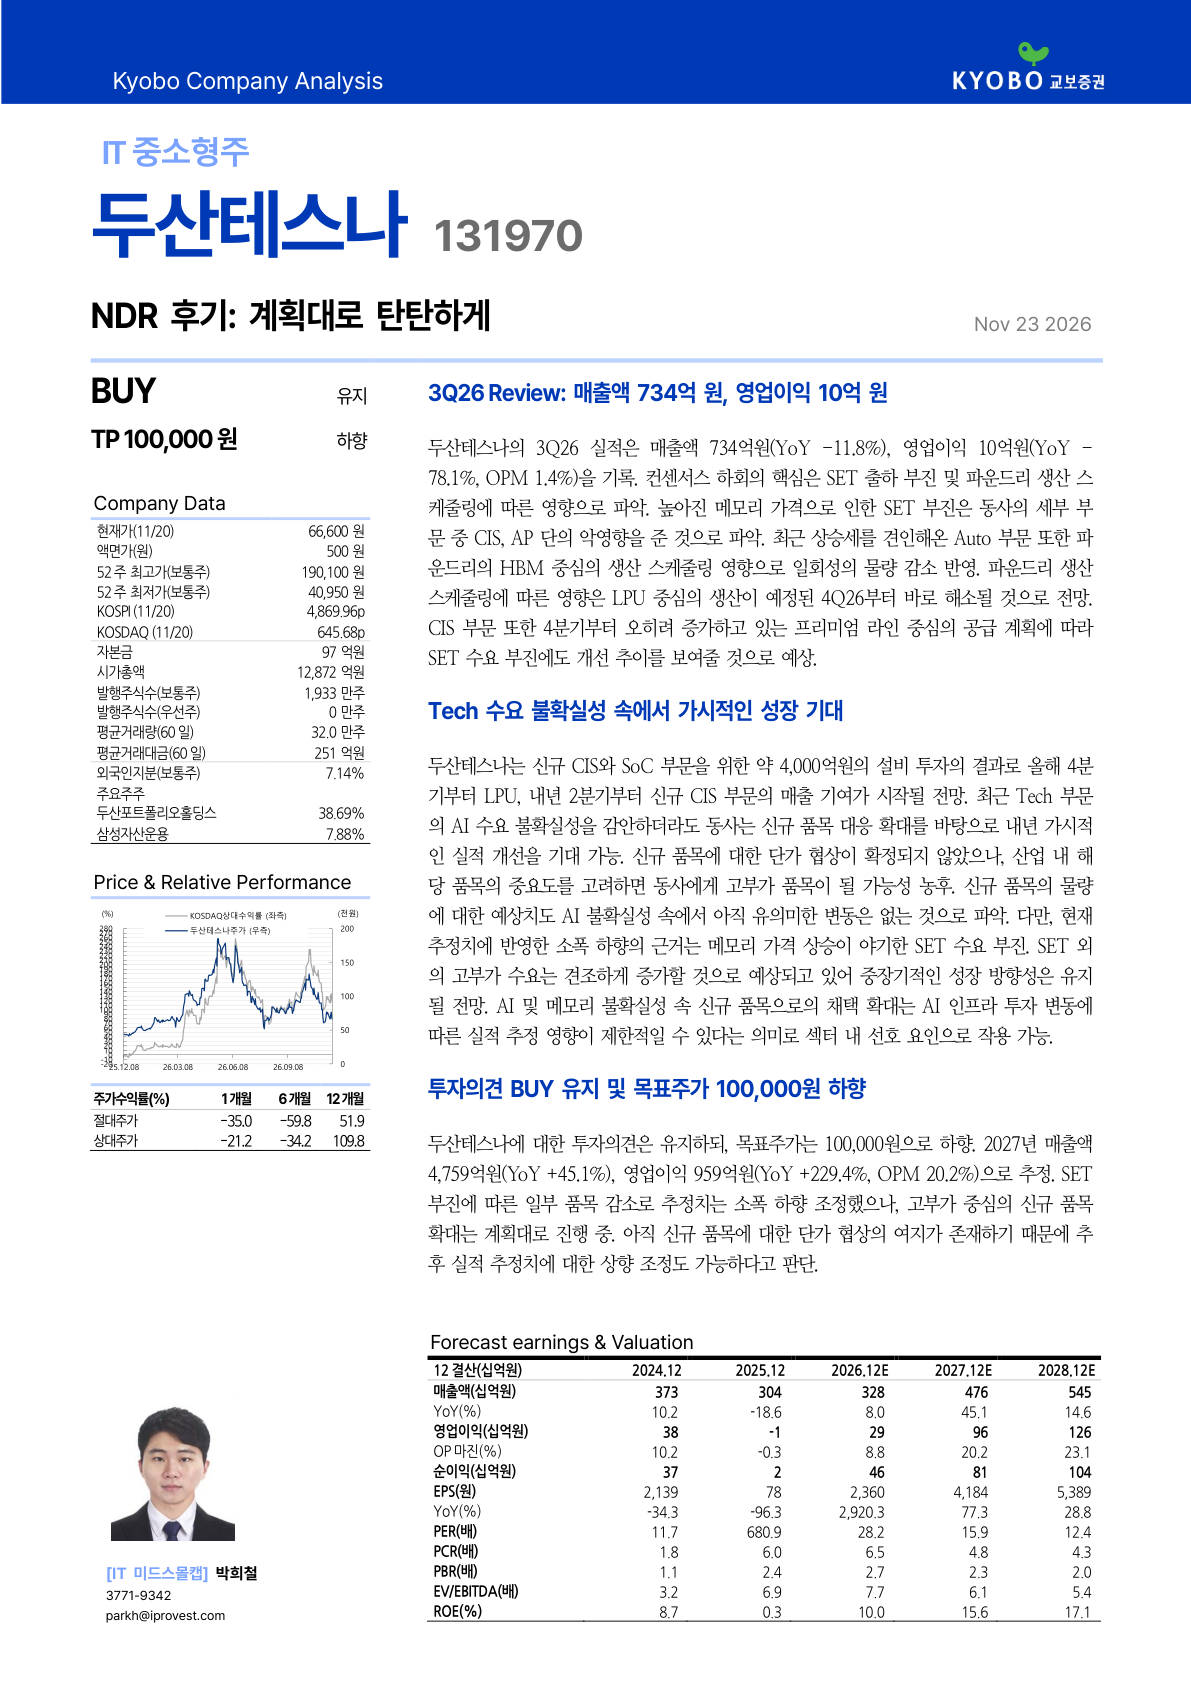 Kyobo Company Analysis
KYOBO 교보증권
IT 중소형주
두산테스나 131970
NDR 후기: 계획대로 탄탄하게
Nov 23 2026
BUY 유지
TP 100,000 원 하향
Company Data
현재가(11/20) 66,600 원
액면가(원) 500 원
52 주 최고가(보통주) 190,100 원
52 주 최저가(보통주) 40,950 원
KOSPI (11/20) 4,869.96p
KOSDAQ (11/20) 645.68p
자본금 97 억원
시가총액 12,872 억원
발행주식수(보통주) 1,933 만주
발행주식수(우선주) 0 만주
평균거래량(60 일) 32.0 만주
평균거래대금(60 일) 251 억원
외국인지분(보통주) 7.14%
주요주주
두산포트폴리오홀딩스 38.69%
삼성자산운용 7.88%
Price & Relative Performance
(%) KOSDAQ상대수익률 (좌측) (천원)
두산테스나주가 (우측)
200
150
100
50
0
25.12.08 26.03.08 26.06.08 26.09.08
주가수익률(%) 1 개월 6 개월 12 개월
절대주가 -35.0 -59.8 51.9
상대주가 -21.2 -34.2 109.8
[IT 미드스몰캡] 박희철
3771-9342
parkh@iprovest.com
3Q26 Review: 매출액 734억 원, 영업이익 10억 원
두산테스나의 3Q26 실적은 매출액 734억원(YoY -11.8%), 영업이익 10억원(YoY -
78.1%, OPM 1.4%)을 기록. 컨센서스 하회의 핵심은 SET 출하 부진 및 파운드리 생산 스
케줄링에 따른 영향으로 파악. 높아진 메모리 가격으로 인한 SET 부진은 동사의 세부 부
문 중 CIS, AP 단의 악영향을 준 것으로 파악. 최근 상승세를 견인해온 Auto 부문 또한 파
운드리의 HBM 중심의 생산 스케줄링 영향으로 일회성의 물량 감소 반영. 파운드리 생산
스케줄링에 따른 영향은 LPU 중심의 생산이 예정된 4Q26부터 바로 해소될 것으로 전망.
CIS 부문 또한 4분기부터 오히려 증가하고 있는 프리미엄 라인 중심의 공급 계획에 따라
SET 수요 부진에도 개선 추이를 보여줄 것으로 예상.
Tech 수요 불확실성 속에서 가시적인 성장 기대
두산테스나는 신규 CIS와 SoC 부문을 위한 약 4,000억원의 설비 투자의 결과로 올해 4분
기부터 LPU, 내년 2분기부터 신규 CIS 부문의 매출 기여가 시작될 전망. 최근 Tech 부문
의 AI 수요 불확실성을 감안하더라도 동사는 신규 품목 대응 확대를 바탕으로 내년 가시적
인 실적 개선을 기대 가능. 신규 품목에 대한 단가 협상이 확정되지 않았으나, 산업 내 해
당 품목의 중요도를 고려하면 동사에게 고부가 품목이 될 가능성 농후. 신규 품목의 물량
에 대한 예상치도 AI 불확실성 속에서 아직 유의미한 변동은 없는 것으로 파악. 다만, 현재
추정치에 반영한 소폭 하향의 근거는 메모리 가격 상승이 야기한 SET 수요 부진. SET 외
의 고부가 수요는 견조하게 증가할 것으로 예상되고 있어 중장기적인 성장 방향성은 유지
될 전망. AI 및 메모리 불확실성 속 신규 품목으로의 채택 확대는 AI 인프라 투자 변동에
따른 실적 추정 영향이 제한적일 수 있다는 의미로 섹터 내 선호 요인으로 작용 가능.
투자의견 BUY 유지 및 목표주가 100,000원 하향
두산테스나에 대한 투자의견은 유지하되, 목표주가는 100,000원으로 하향. 2027년 매출액
4,759억원(YoY +45.1%), 영업이익 959억원(YoY +229.4%, OPM 20.2%)으로 추정. SET
부진에 따른 일부 품목 감소로 추정치는 소폭 하향 조정했으나, 고부가 중심의 신규 품목
확대는 계획대로 진행 중. 아직 신규 품목에 대한 단가 협상의 여지가 존재하기 때문에 추
후 실적 추정치에 대한 상향 조정도 가능하다고 판단.
Forecast earnings & Valuation
12 결산(십억원) 2024.12 2025.12 2026.12E 2027.12E 2028.12E
매출액(십억원) 373 304 328 476 545
YoY(%) 10.2 -18.6 8.0 45.1 14.6
영업이익(십억원) 38 -1 29 96 126
OP 마진(%) 10.2 -0.3 8.8 20.2 23.1
순이익(십억원) 37 2 46 81 104
EPS(원) 2,139 78 2,360 4,184 5,389
YoY(%) -34.3 -96.3 2,920.3 77.3 28.8
PER(배) 11.7 680.9 28.2 15.9 12.4
PCR(배) 1.8 6.0 6.5 4.8 4.3
PBR(배) 1.1 2.4 2.7 2.3 2.0
EV/EBITDA(배) 3.2 6.9 7.7 6.1 5.4
ROE(%) 8.7 0.3 10.0 15.6 17.1